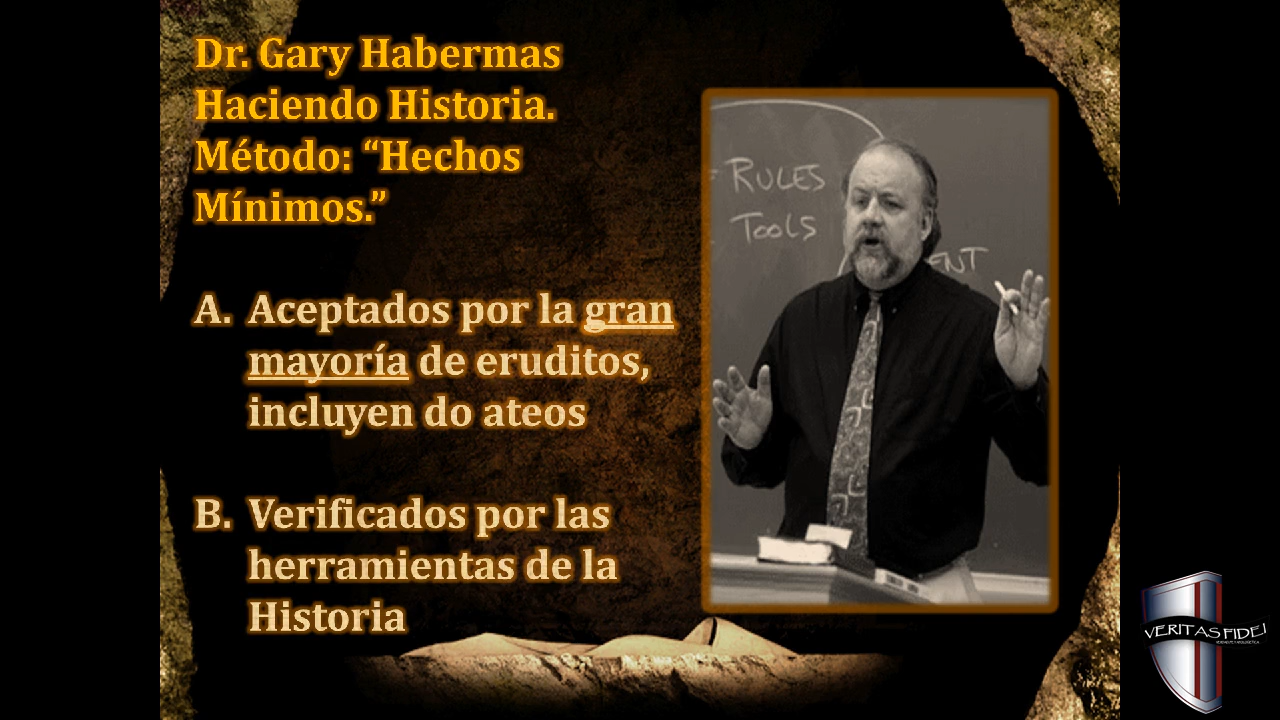 Dr. Gary Habermas
Haciendo Historia.
Método: “Hechos
Mínimos.”
A. Aceptados por la gran
mayoría de eruditos,
incluyen do ateos
B. Verificados por las
herramientas de la
Historia
RULES
TOOLS
ENT
VERITAS FIDEI